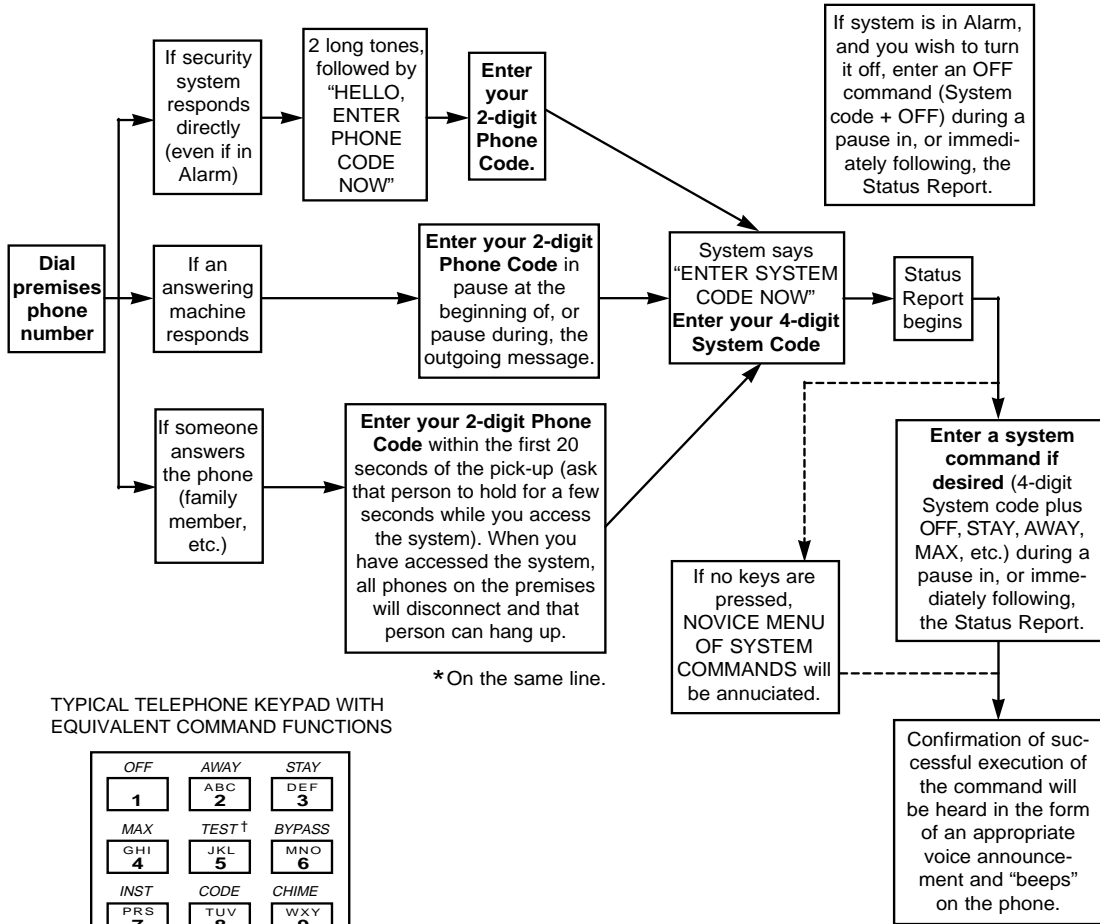 If security
system
responds
directly
(even if in
Alarm)
2 long tones,
followed by
“HELLO,
ENTER
PHONE
CODE
NOW”
Enter
your
2-digit
Phone
Code.
If system is in Alarm,
and you wish to turn
it off, enter an OFF
command (System
code + OFF) during a
pause in, or immedi-
ately following, the
Status Report.
Dial
premises
phone
number
If an
answering
machine
responds
Enter your 2-digit
Phone Code in
pause at the
beginning of, or
pause during, the
outgoing message.
System says
“ENTER SYSTEM
CODE NOW”
Enter your 4-digit
System Code
Status
Report
begins
If someone
answers
the phone
(family
member,
etc.)
Enter your 2-digit Phone
Code within the first 20
seconds of the pick-up (ask
that person to hold for a few
seconds while you access
the system). When you
have accessed the system,
all phones on the premises
will disconnect and that
person can hang up.
*On the same line.
If no keys are
pressed,
NOVICE MENU
OF SYSTEM
COMMANDS will
be annuciated.
Enter a system
command if
desired (4-digit
System code plus
OFF, STAY, AWAY,
MAX, etc.) during a
pause in, or imme-
diately following,
the Status Report.
Confirmation of suc-
cessful execution of
the command will
be heard in the form
of an appropriate
voice announce-
ment and “beeps”
on the phone.
TYPICAL TELEPHONE KEYPAD WITH
EQUIVALENT COMMAND FUNCTIONS
OFF AWAY STAY
ABC DEF
1 2 3
MAX TEST† BYPASS
GHI JKL MNO
4 5 6
INST CODE CHIME
PRS TUV WXY